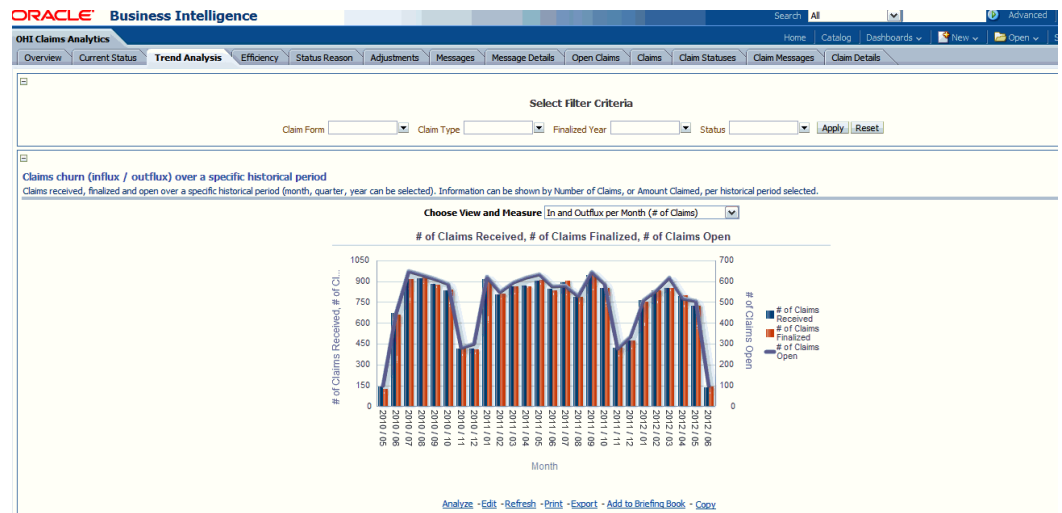 ORACLE Business Intelligence
Search All Advanced
OHI Claims Analytics
Home Catalog Dashboards New Open
Overview Current Status Trend Analysis Efficiency Status Reason Adjustments Messages Message Details Open Claims Claims Claim Statuses Claim Messages Claim Details
Select Filter Criteria
Claim Form Claim Type Finalized Year Status Apply Reset
Claims churn (influx / outflux) over a specific historical period
Claims received, finalized and open over a specific historical period (month, quarter, year can be selected). Information can be shown by Number of Claims, or Amount Claimed, per historical period selected.
Choose View and Measure In and Outflux per Month (# of Claims)
# of Claims Received, # of Claims Finalized, # of Claims Open
# of Claims Received, # of Cl...
1050
900
750
600
450
300
150
0
700
600
500
400
300
200
100
0
# of Claims Open
# of Claims
Received
# of Claims
Finalized
# of Claims
Open
2010 / 05
2010 / 06
2010 / 07
2010 / 08
2010 / 09
2010 / 10
2010 / 11
2010 / 12
2011 / 01
2011 / 02
2011 / 03
2011 / 04
2011 / 05
2011 / 06
2011 / 07
2011 / 08
2011 / 09
2011 / 10
2011 / 11
2011 / 12
2012 / 01
2012 / 02
2012 / 03
2012 / 04
2012 / 05
2012 / 06
Month
Analyze - Edit - Refresh - Print - Export - Add to Briefing Book - Copy